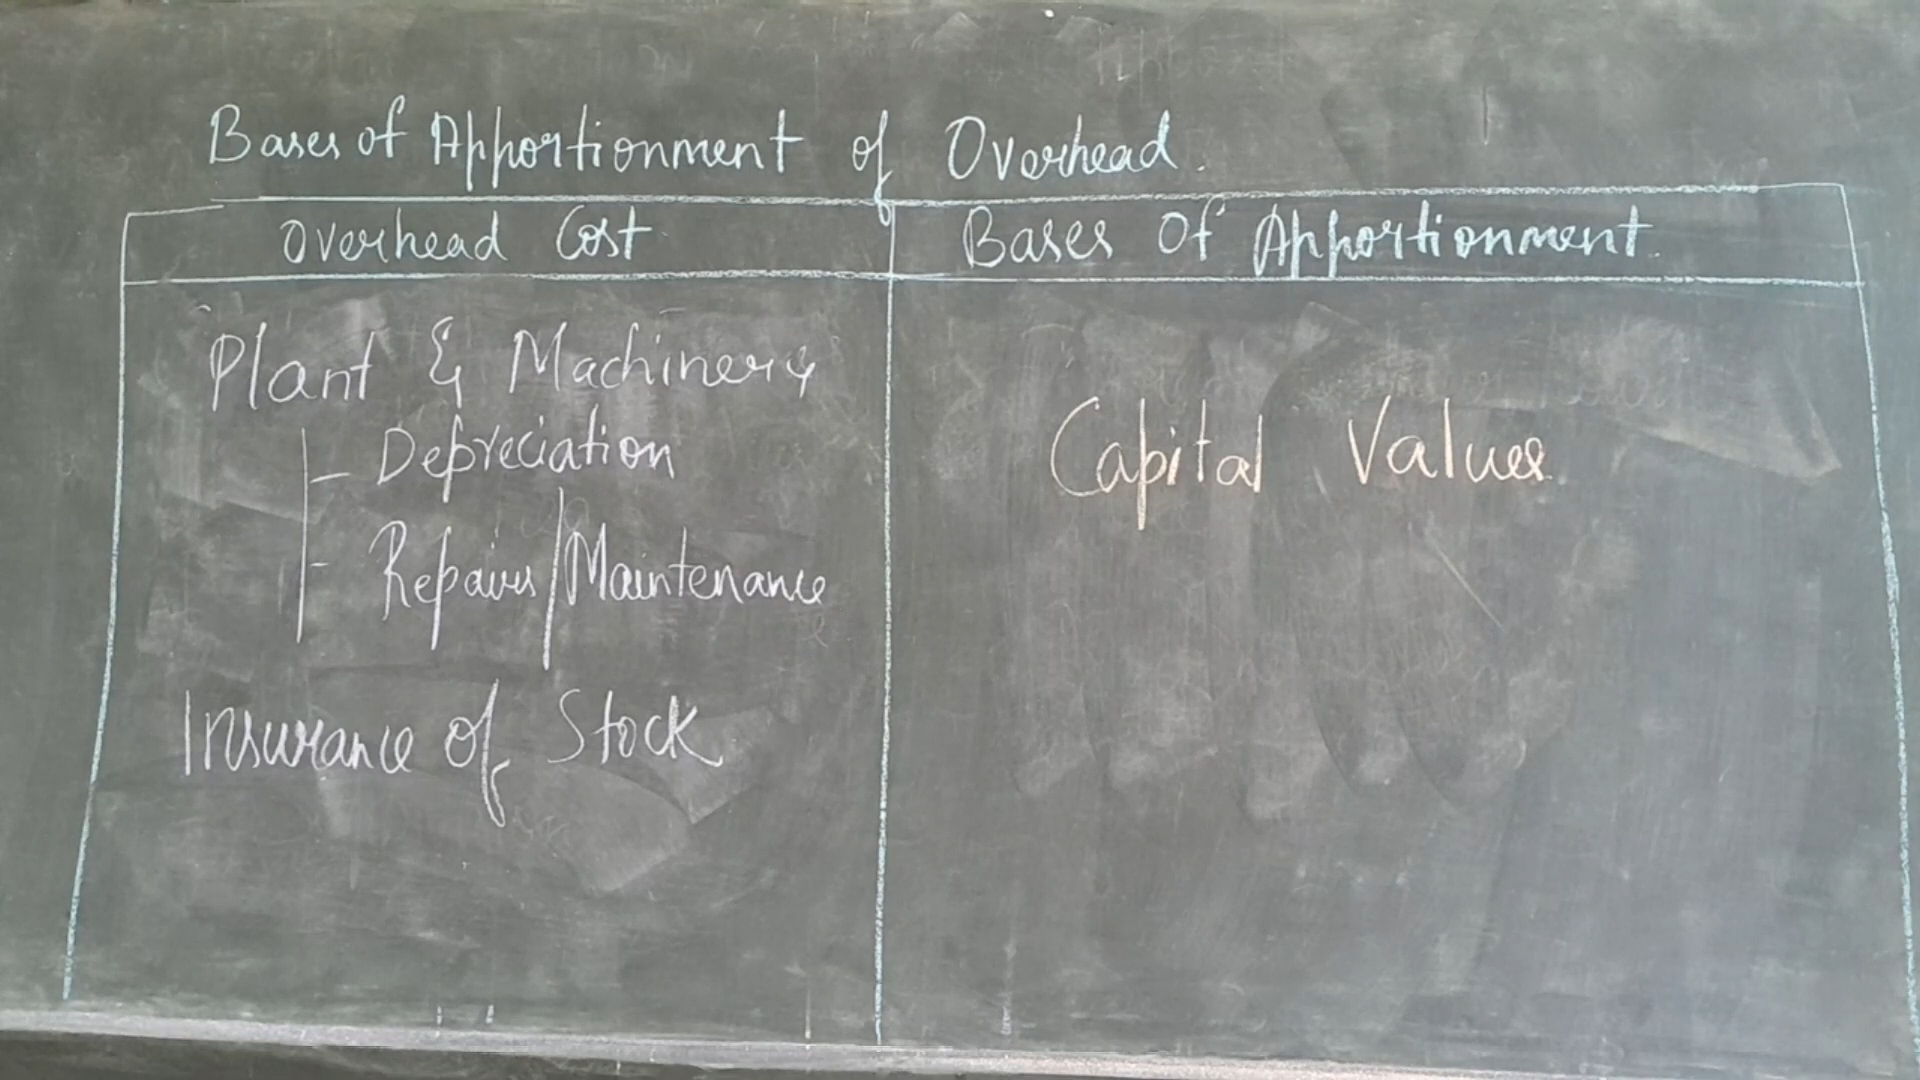 Bases of Apportionment of Overhead.
Overhead Cost
Bases Of Apportionment.
Plant & Machinery
- Depreciation
Capital Values
- Repairs/Maintenance
Insurance of Stock